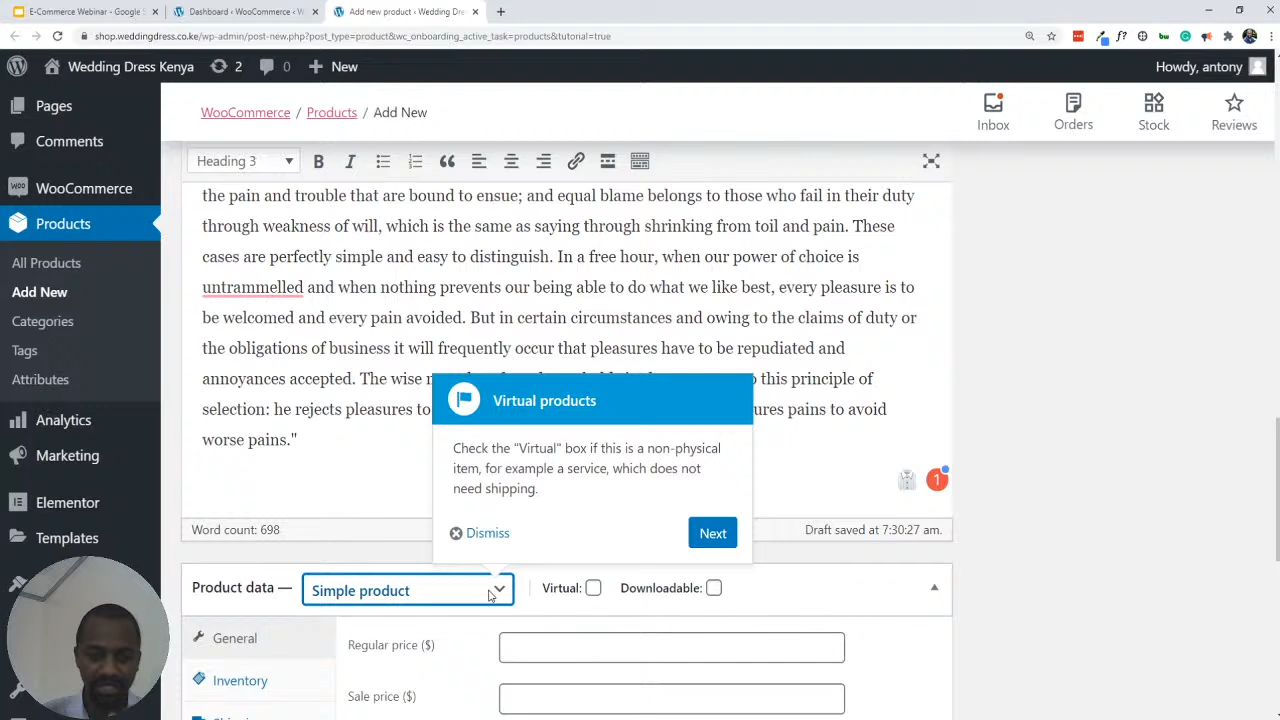 E-Commerce Webinar - Google S
Dashboard ‹ WooCommerce ‹ W
Add new product ‹ Wedding Dre
shop.weddingdress.co.ke/wp-admin/post-new.php?post_type=product&wc_onboarding_active_task=products&tutorial=true
Wedding Dress Kenya
2
0
New
Howdy, antony
Pages
Comments
WooCommerce
Products
All Products
Add New
Categories
Tags
Attributes
Analytics
Marketing
Elementor
Templates
WooCommerce / Products / Add New
Inbox
Orders
Stock
Reviews
Heading 3
the pain and trouble that are bound to ensue; and equal blame belongs to those who fail in their duty
through weakness of will, which is the same as saying through shrinking from toil and pain. These
cases are perfectly simple and easy to distinguish. In a free hour, when our power of choice is
untrammelled and when nothing prevents our being able to do what we like best, every pleasure is to
be welcomed and every pain avoided. But in certain circumstances and owing to the claims of duty or
the obligations of business it will frequently occur that pleasures have to be repudiated and
annoyances accepted. The wise this principle of
selection: he rejects pleasures to pains to avoid
worse pains."
Virtual products
Check the "Virtual" box if this is a non-physical
item, for example a service, which does not
need shipping.
Dismiss
Next
1
Word count: 698
Draft saved at 7:30:27 am.
Product data —
Simple product
Virtual:
Downloadable:
General
Inventory
Regular price ($)
Sale price ($)